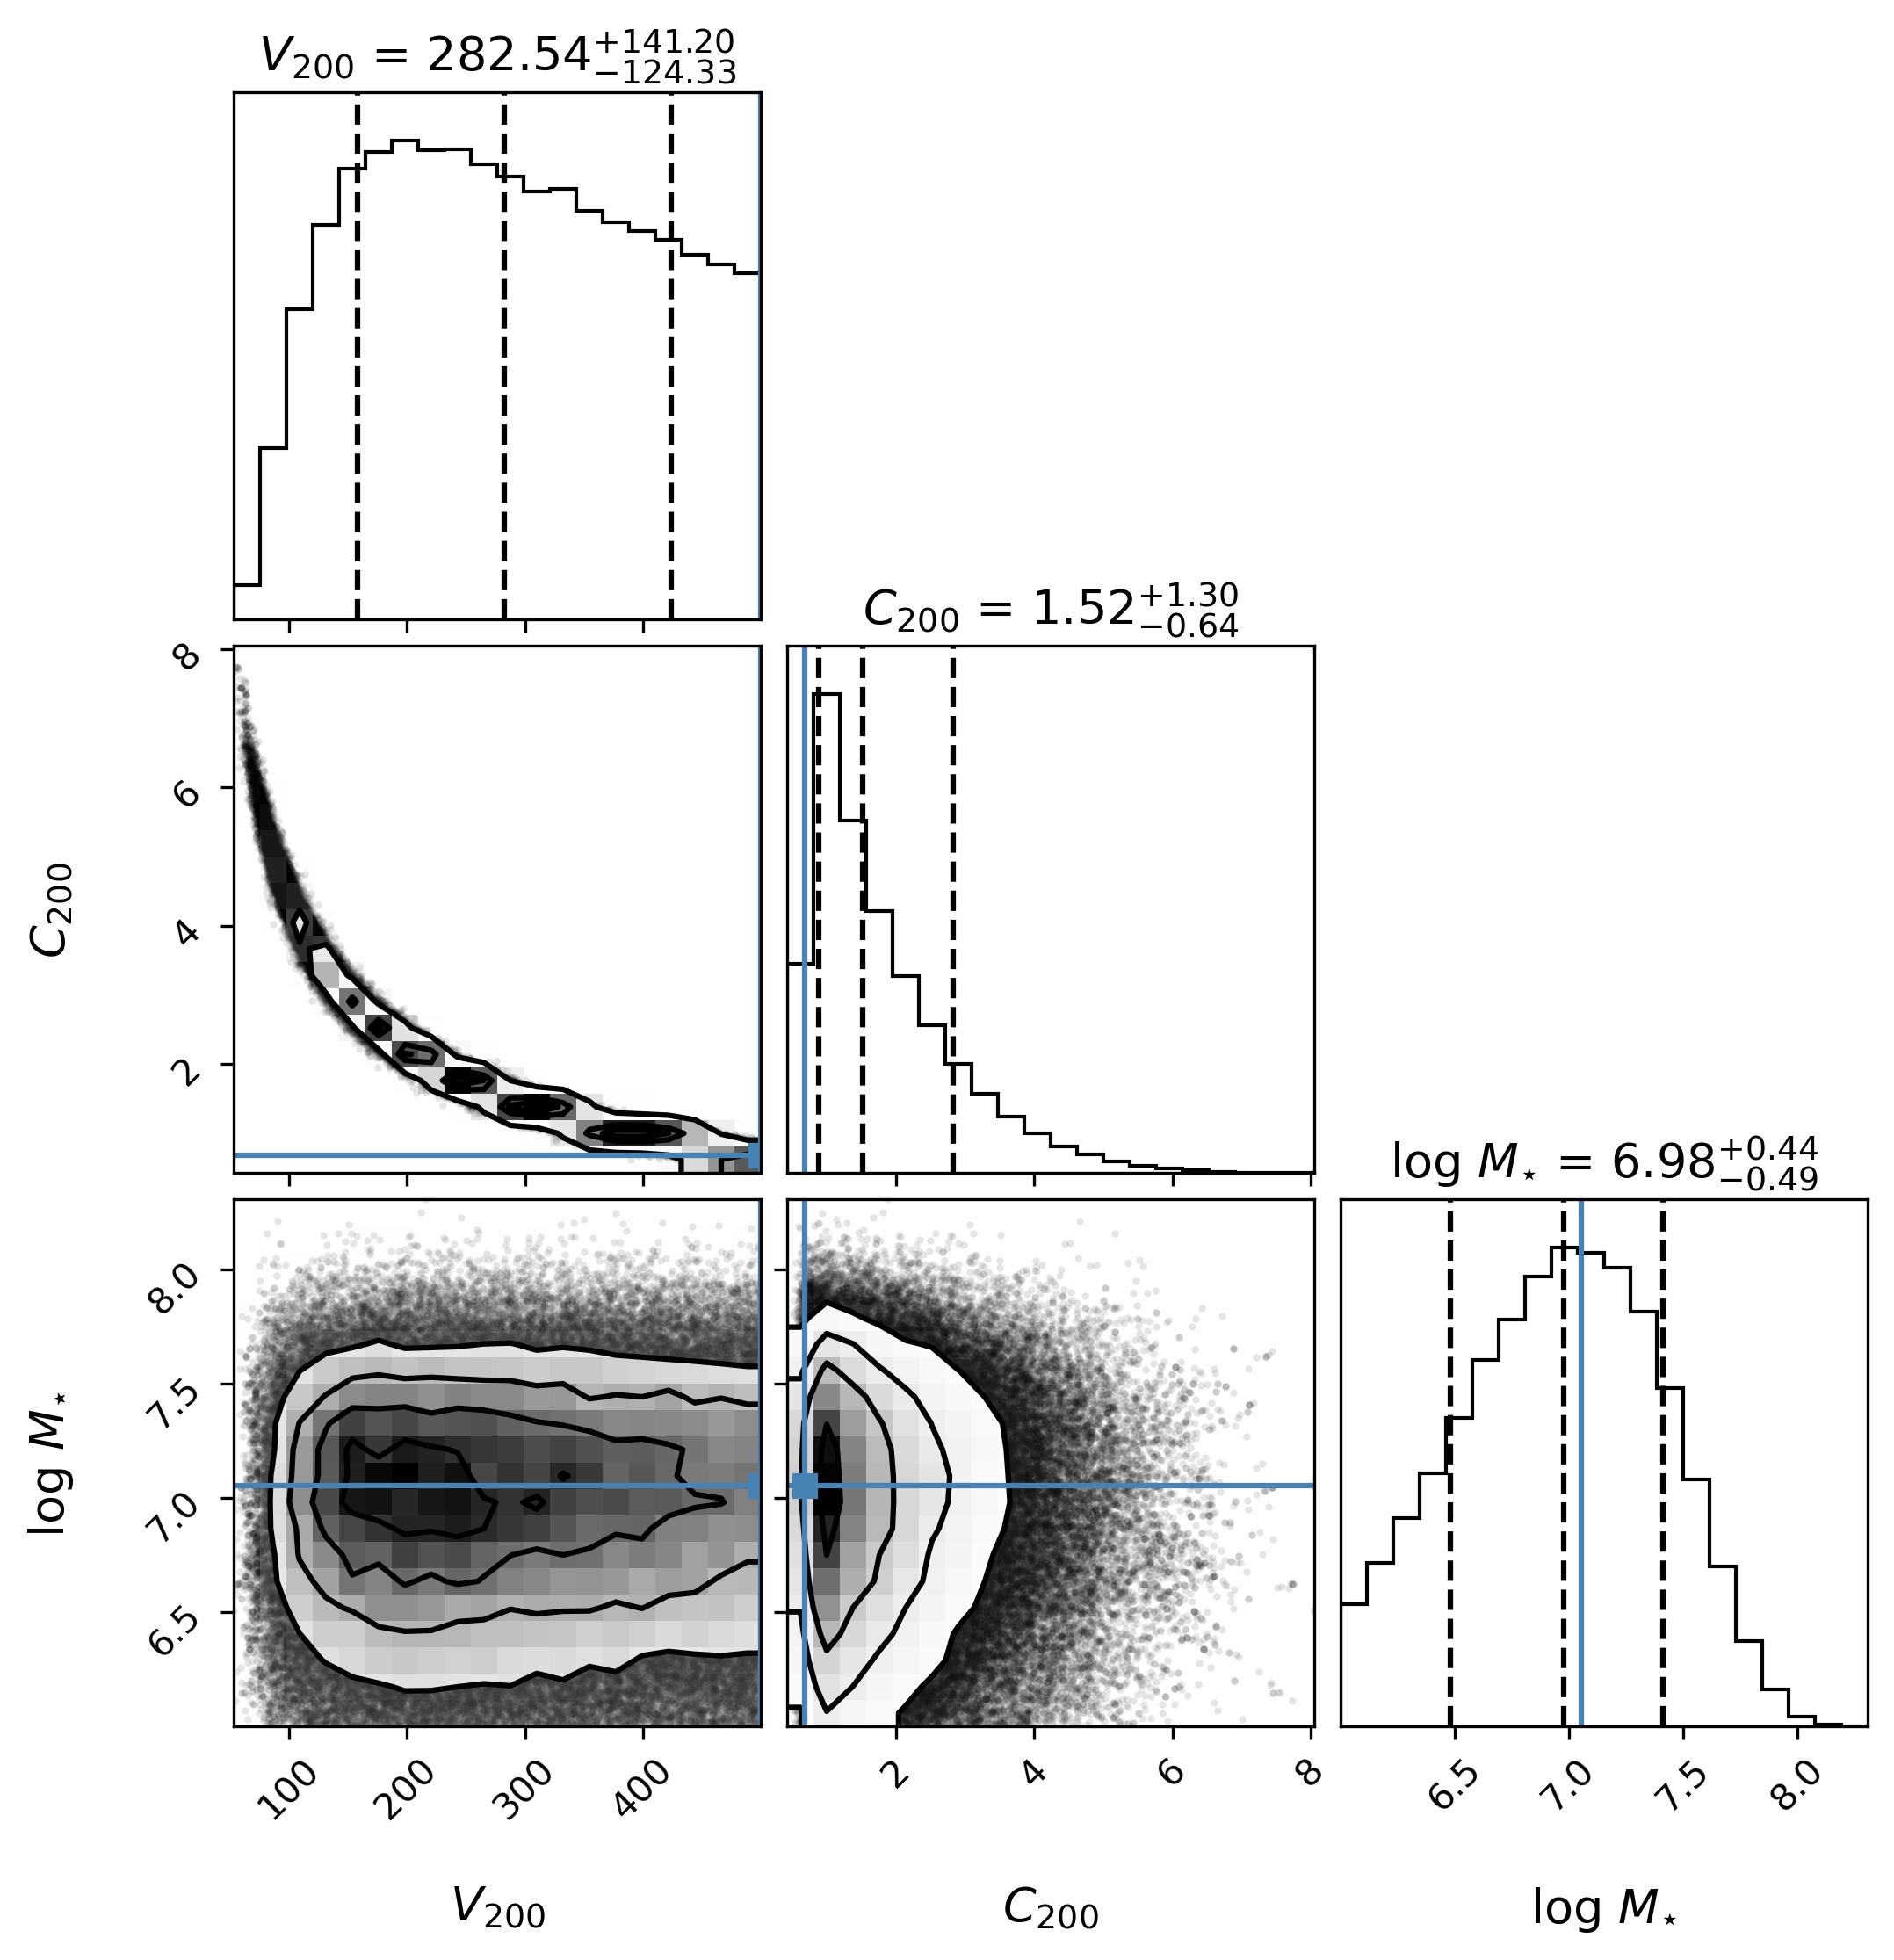 V₂₀₀ = 282.54⁺¹⁴¹·²⁰₋₁₂₄.₃₃
C₂₀₀ = 1.52⁺¹·³⁰₋₀.₆₄
8
6
4
2
C₂₀₀
log M⋆ = 6.98⁺⁰·⁴⁴₋₀.₄₉
8.0
7.5
7.0
6.5
log M⋆
100 200 300 400
2 4 6 8
6.5 7.0 7.5 8.0
V₂₀₀
C₂₀₀
log M⋆